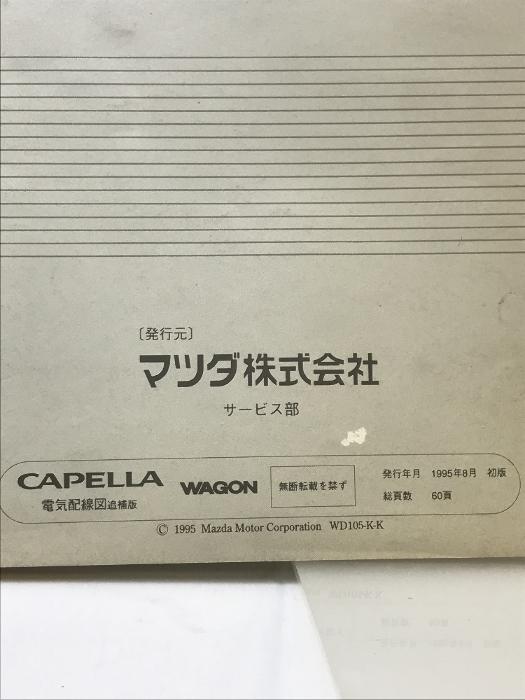 〔発行元〕
マツダ株式会社
サービス部
CAPELLA WAGON
電気配線図追補版
無断転載を禁ず
発行年月 1995年8月 初版
総頁数 60頁
© 1995 Mazda Motor Corporation WD105-K-K